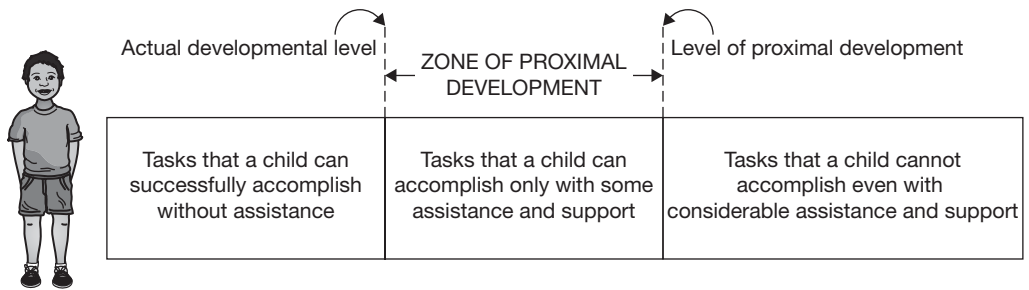 Actual developmental level
ZONE OF PROXIMAL
DEVELOPMENT
Level of proximal development
Tasks that a child can
successfully accomplish
without assistance
Tasks that a child can
accomplish only with some
assistance and support
Tasks that a child cannot
accomplish even with
considerable assistance and support